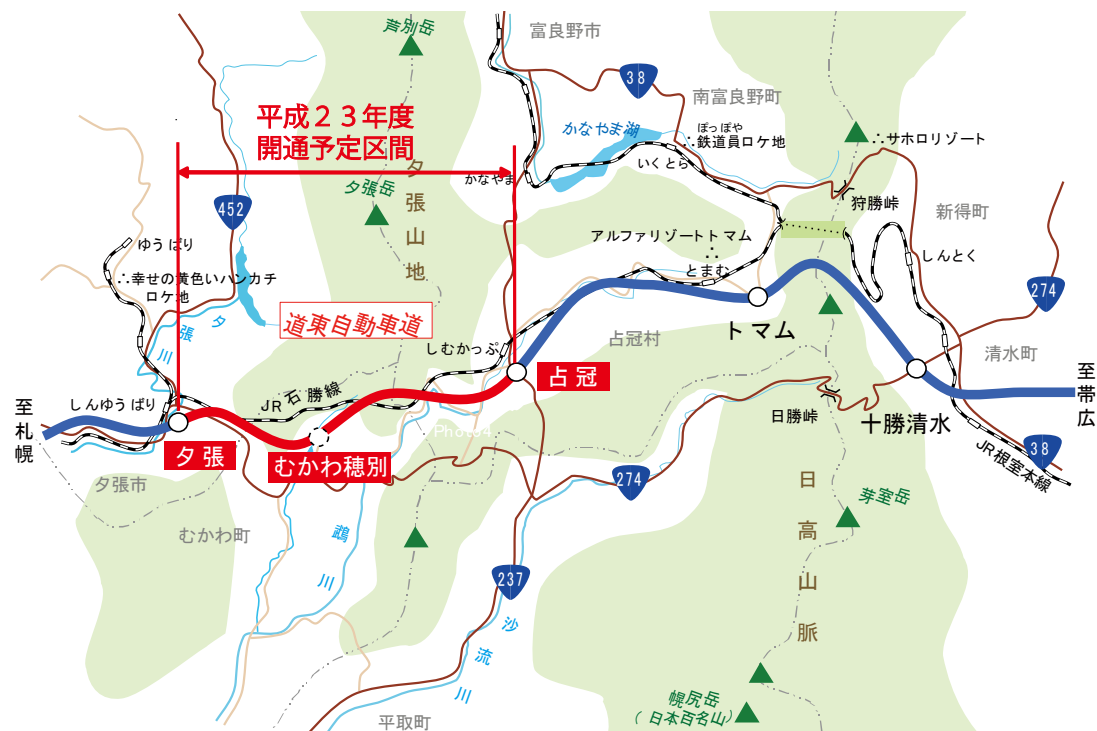 芦別岳
富良野市
38
南富良野町
平成２３年度
開通予定区間
かなやま湖
ぽっぽや
∴鉄道員ロケ地
∴サホロリゾート
いくとら
かなやま
夕張山地
夕張岳
452
狩勝峠
新得町
ゆうばり
アルファリゾートトマム
∴
とまむ
しんとく
∴幸せの黄色いハンカチ
ロケ地
274
夕張川
道東自動車道
トマム
占冠村
しむかっぷ
清水町
占冠
至帯広
JR石勝線
至札幌
しんゆうばり
日勝峠
十勝清水
夕張
むかわ穂別
Photo4
38
JR根室本線
274
夕張市
日高山脈
芽室岳
むかわ町
鵡川
237
沙流川
幌尻岳
（日本百名山）
平取町